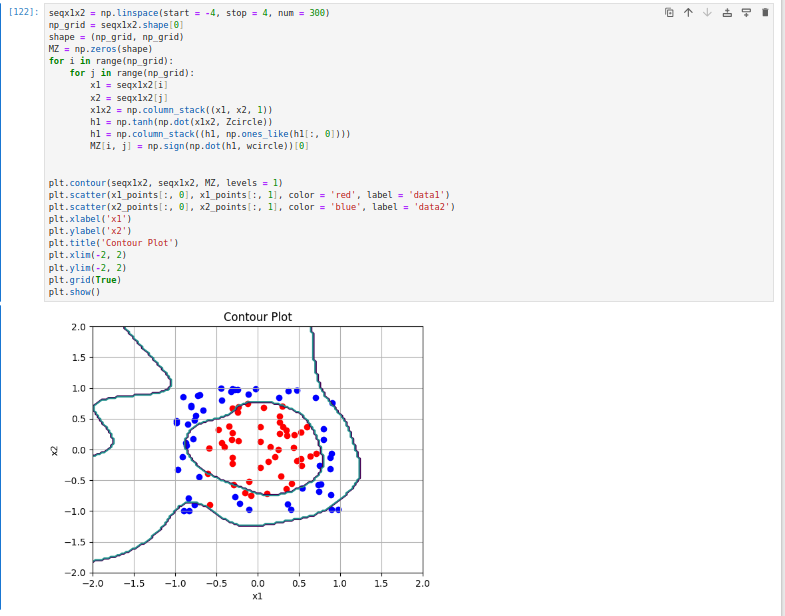 [122]: seqx1x2 = np.linspace(start = -4, stop = 4, num = 300)
np_grid = seqx1x2.shape[0]
shape = (np_grid, np_grid)
MZ = np.zeros(shape)
for i in range(np_grid):
    for j in range(np_grid):
        x1 = seqx1x2[i]
        x2 = seqx1x2[j]
        x1x2 = np.column_stack((x1, x2, 1))
        h1 = np.tanh(np.dot(x1x2, Zcircle))
        h1 = np.column_stack((h1, np.ones_like(h1[:, 0])))
        MZ[i, j] = np.sign(np.dot(h1, wcircle))[0]
plt.contour(seqx1x2, seqx1x2, MZ, levels = 1)
plt.scatter(x1_points[:, 0], x1_points[:, 1], color = 'red', label = 'data1')
plt.scatter(x2_points[:, 0], x2_points[:, 1], color = 'blue', label = 'data2')
plt.xlabel('x1')
plt.ylabel('x2')
plt.title('Contour Plot')
plt.xlim(-2, 2)
plt.ylim(-2, 2)
plt.grid(True)
plt.show()
Contour Plot
2.0
1.5
1.0
0.5
0.0
−0.5
−1.0
−1.5
−2.0
x2
−2.0 −1.5 −1.0 −0.5 0.0 0.5 1.0 1.5 2.0
x1